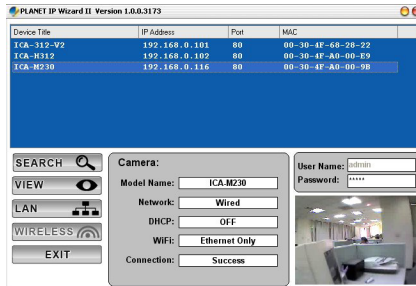 PLANET IP Wizard II Version 1.0.0.3173
Device Title IP Address Port MAC
ICA-312-V2 192.168.0.101 80 00-30-4F-68-28-22
ICA-H312 192.168.0.102 80 00-30-4F-A0-00-E9
ICA-M230 192.168.0.116 80 00-30-4F-A0-00-9B
SEARCH
VIEW
LAN
WIRELESS
EXIT
Camera:
Model Name: ICA-M230
Network: Wired
DHCP: OFF
WiFi: Ethernet Only
Connection: Success
User Name: admin
Password: *****